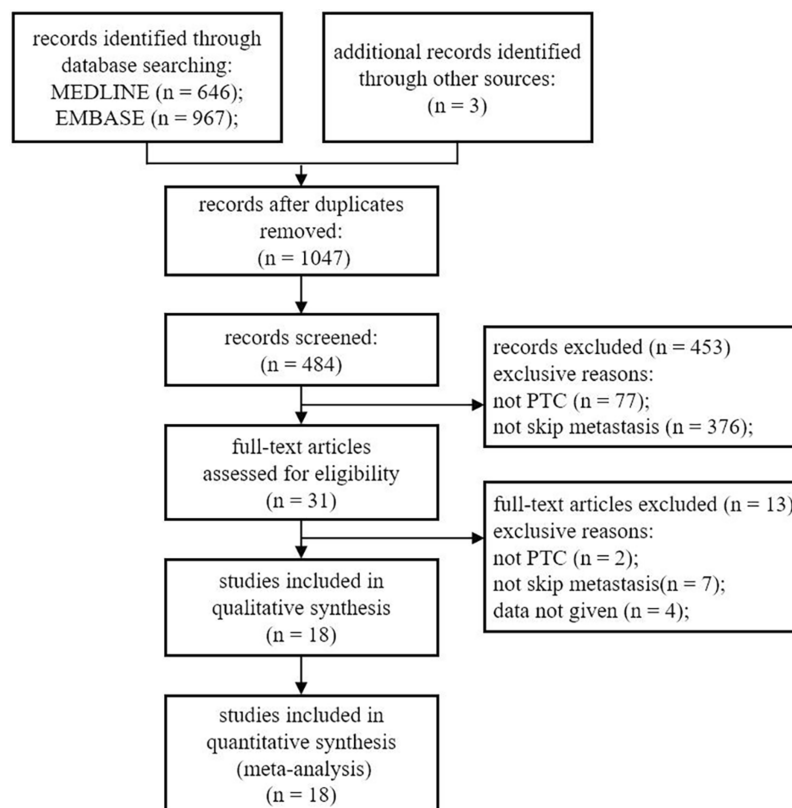 records identified through
database searching:
MEDLINE (n = 646);
EMBASE (n = 967);
additional records identified
through other sources:
(n = 3)
records after duplicates
removed:
(n = 1047)
records screened:
(n = 484)
records excluded (n = 453)
exclusive reasons:
not PTC (n = 77);
not skip metastasis (n = 376);
full-text articles
assessed for eligibility
(n = 31)
full-text articles excluded (n = 13)
exclusive reasons:
not PTC (n = 2);
not skip metastasis(n = 7);
data not given (n = 4);
studies included in
qualitative synthesis
(n = 18)
studies included in
quantitative synthesis
(meta-analysis)
(n = 18)